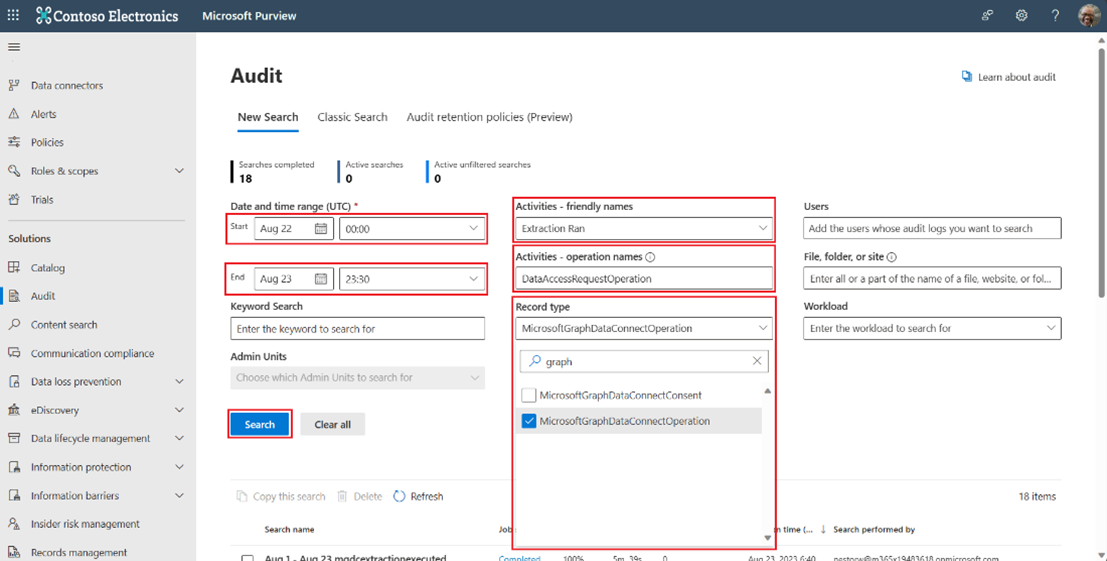 Contoso Electronics
Microsoft Purview
?
Data connectors
Alerts
Policies
Roles & scopes
Trials
Solutions
Catalog
Audit
Content search
Communication compliance
Data loss prevention
eDiscovery
Data lifecycle management
Information protection
Information barriers
Insider risk management
Records management
Audit
Learn about audit
New Search
Classic Search
Audit retention policies (Preview)
Searches completed
18
Active searches
0
Active unfiltered searches
0
Date and time range (UTC) *
Start
Aug 22
00:00
End
Aug 23
23:30
Keyword Search
Enter the keyword to search for
Admin Units
Choose which Admin Units to search for
Search
Clear all
Activities - friendly names
Extraction Ran
Activities - operation names
DataAccessRequestOperation
Record type
MicrosoftGraphDataConnectOperation
graph
MicrosoftGraphDataConnectConsent
MicrosoftGraphDataConnectOperation
Users
Add the users whose audit logs you want to search
File, folder, or site
Enter all or a part of the name of a file, website, or fol...
Workload
Enter the workload to search for
Copy this search
Delete
Refresh
18 items
Search name
Job
n time (...
Search performed by
Aug 1 - Aug 23 mgdcextractionexecuted
Completed
100%
5m, 39s
0
Aug 23, 2023 6:40